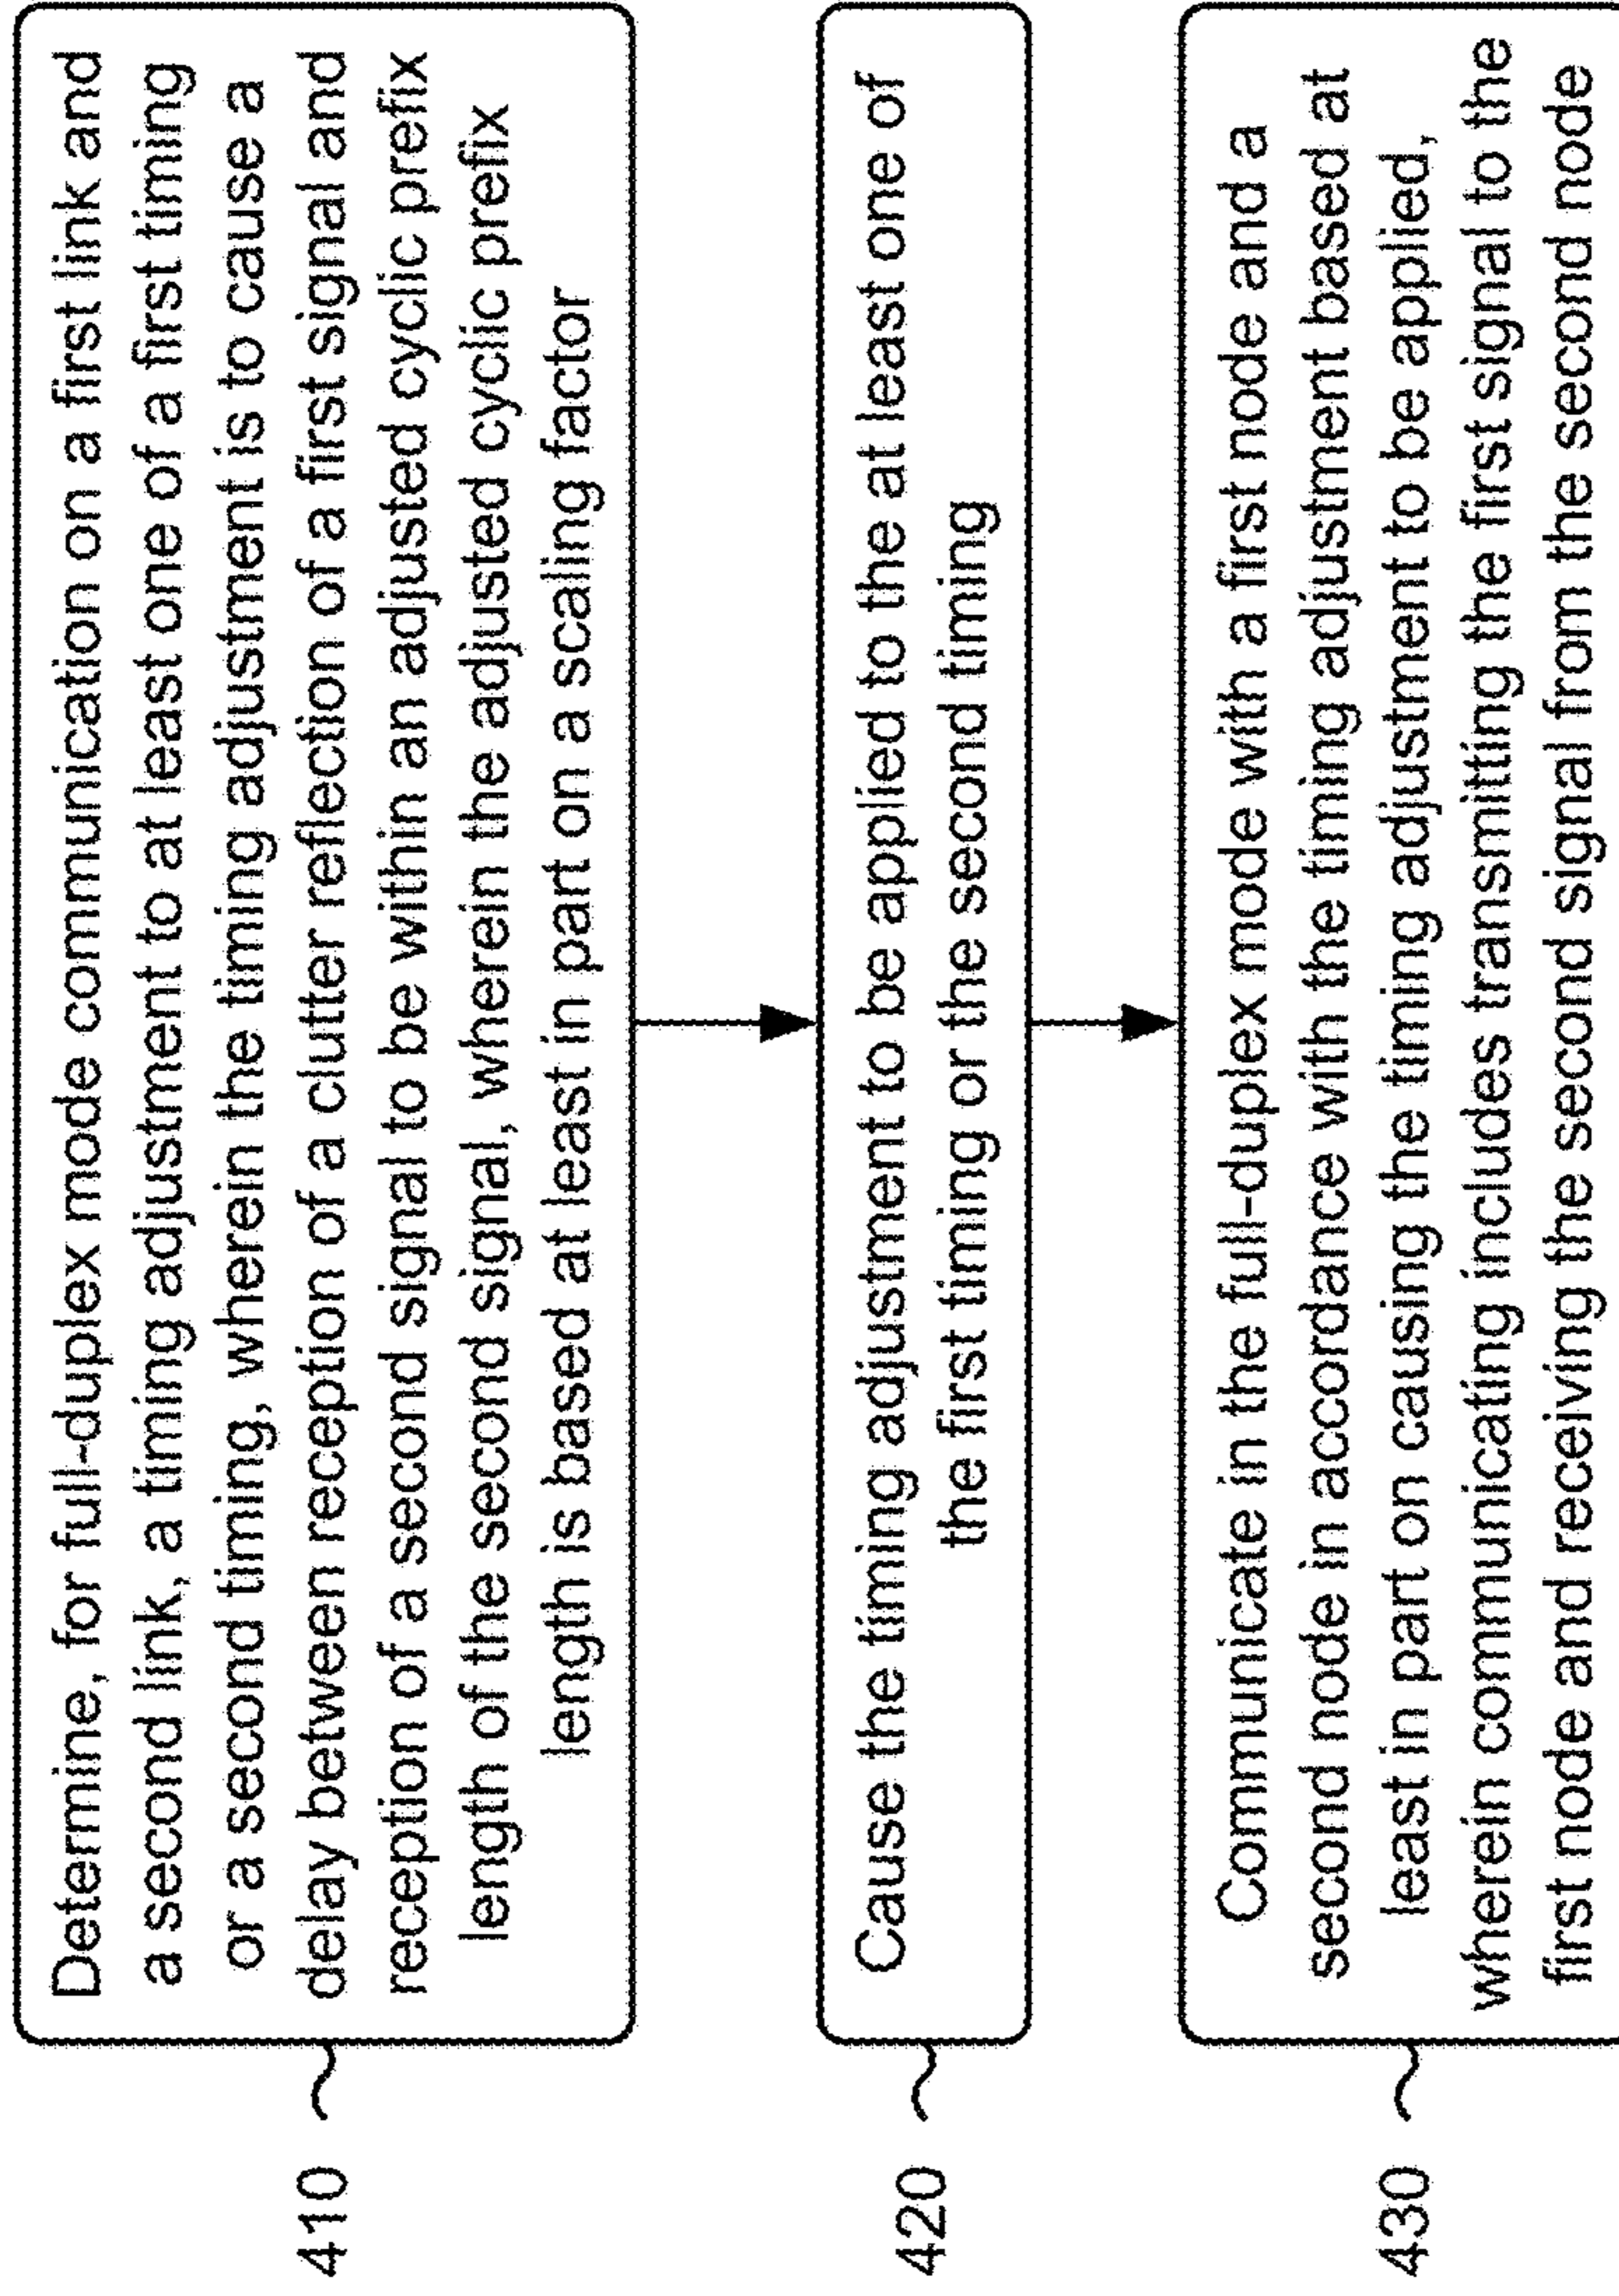 410
Determine, for full-duplex mode communication on a first link and
a second link, a timing adjustment to at least one of a first timing
or a second timing, wherein the timing adjustment is to cause a
delay between reception of a clutter reflection of a first signal and
reception of a second signal to be within an adjusted cyclic prefix
length of the second signal, wherein the adjusted cyclic prefix
length is based at least in part on a scaling factor
420
Cause the timing adjustment to be applied to the at least one of
the first timing or the second timing
430
Communicate in the full-duplex mode with a first node and a
second node in accordance with the timing adjustment based at
least in part on causing the timing adjustment to be applied,
wherein communicating includes transmitting the first signal to the
first node and receiving the second signal from the second node